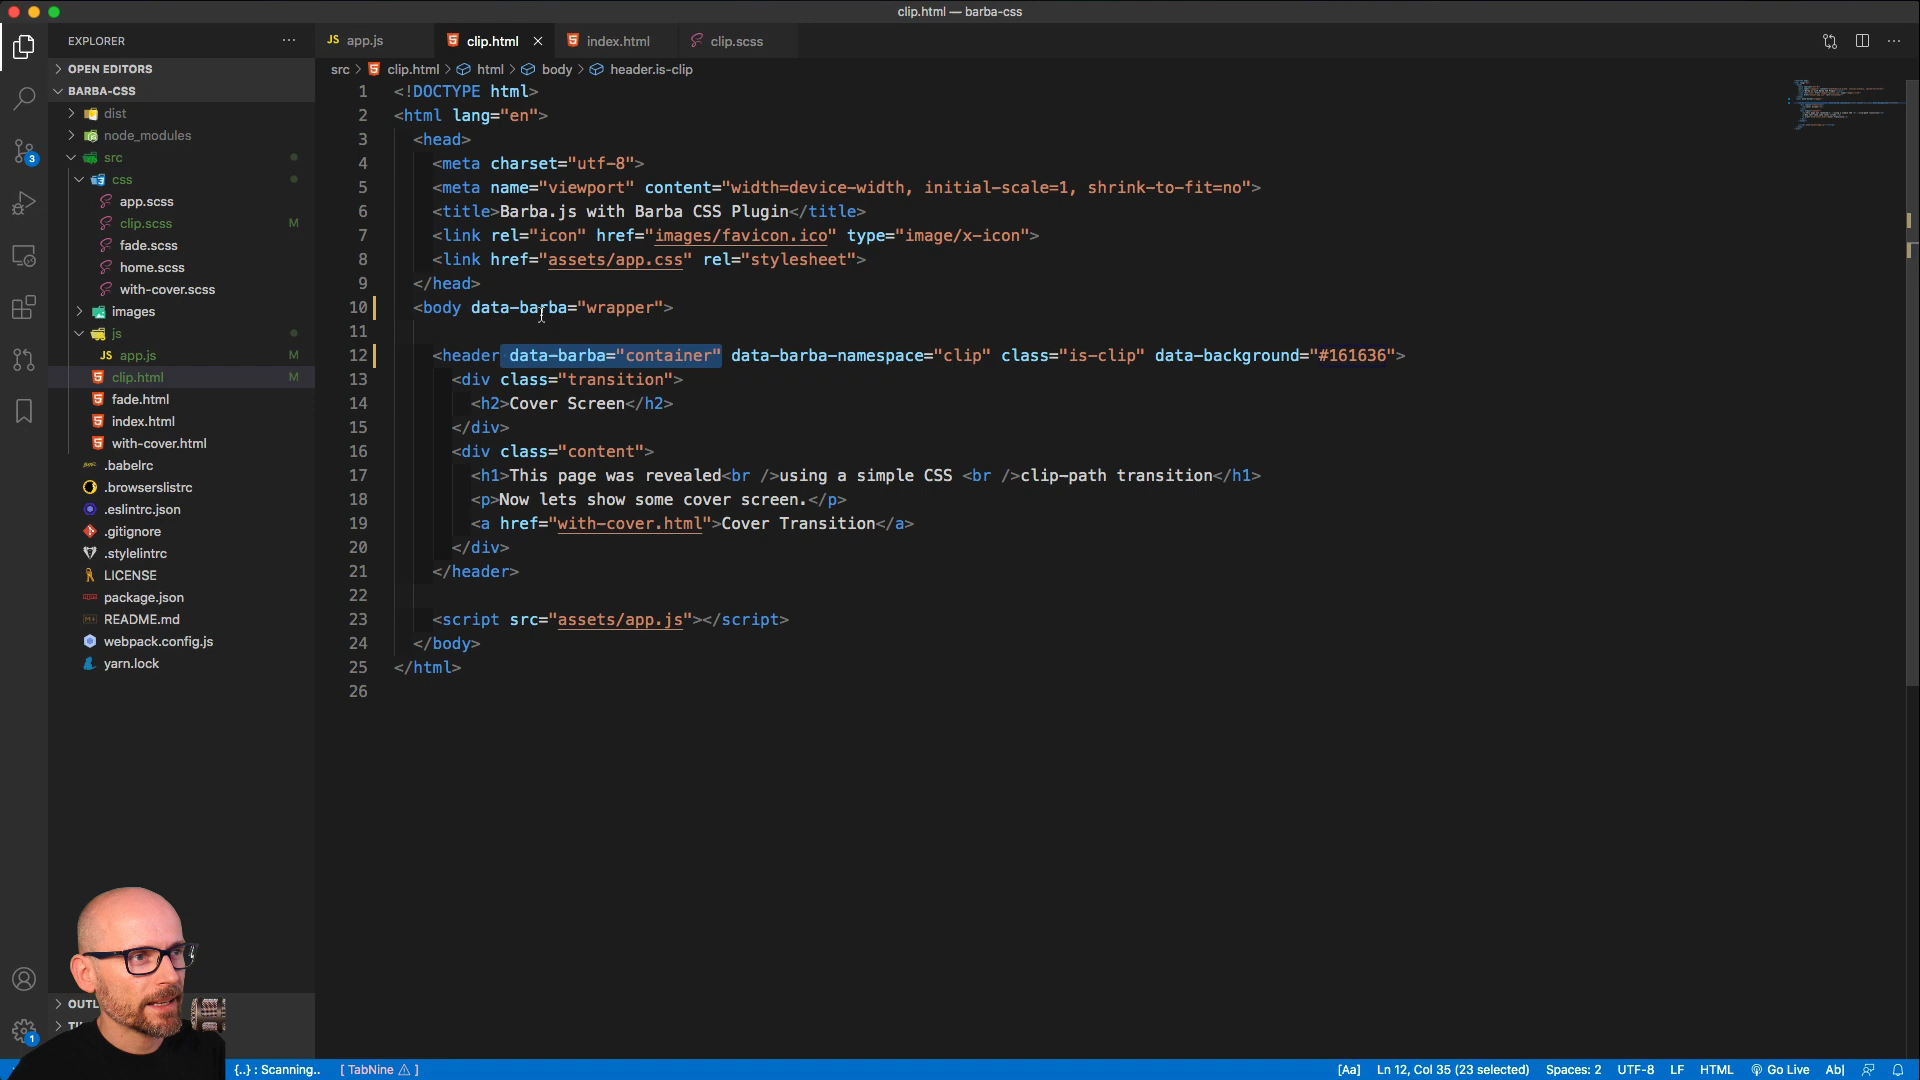 clip.html — barba-css
EXPLORER
JS app.js
clip.html
index.html
clip.scss
OPEN EDITORS
src > clip.html > html > body > header.is-clip
BARBA-CSS
dist
node_modules
src
css
app.scss
clip.scss M
fade.scss
home.scss
with-cover.scss
images
js
JS app.js M
clip.html M
fade.html
index.html
with-cover.html
.babelrc
.browserslistrc
.eslintrc.json
.gitignore
.stylelintrc
LICENSE
package.json
README.md
webpack.config.js
yarn.lock
OUTL
3
1
1 <!DOCTYPE html>
2 <html lang="en">
3 <head>
4 <meta charset="utf-8">
5 <meta name="viewport" content="width=device-width, initial-scale=1, shrink-to-fit=no">
6 <title>Barba.js with Barba CSS Plugin</title>
7 <link rel="icon" href="images/favicon.ico" type="image/x-icon">
8 <link href="assets/app.css" rel="stylesheet">
9 </head>
10 <body data-barba="wrapper">
11
12 <header data-barba="container" data-barba-namespace="clip" class="is-clip" data-background="#161636">
13 <div class="transition">
14 <h2>Cover Screen</h2>
15 </div>
16 <div class="content">
17 <h1>This page was revealed<br />using a simple CSS <br />clip-path transition</h1>
18 <p>Now lets show some cover screen.</p>
19 <a href="with-cover.html">Cover Transition</a>
20 </div>
21 </header>
22
23 <script src="assets/app.js"></script>
24 </body>
25 </html>
26
{..} : Scanning.. [ TabNine ⚠ ] [Aa] Ln 12, Col 35 (23 selected) Spaces: 2 UTF-8 LF HTML Go Live Ab|